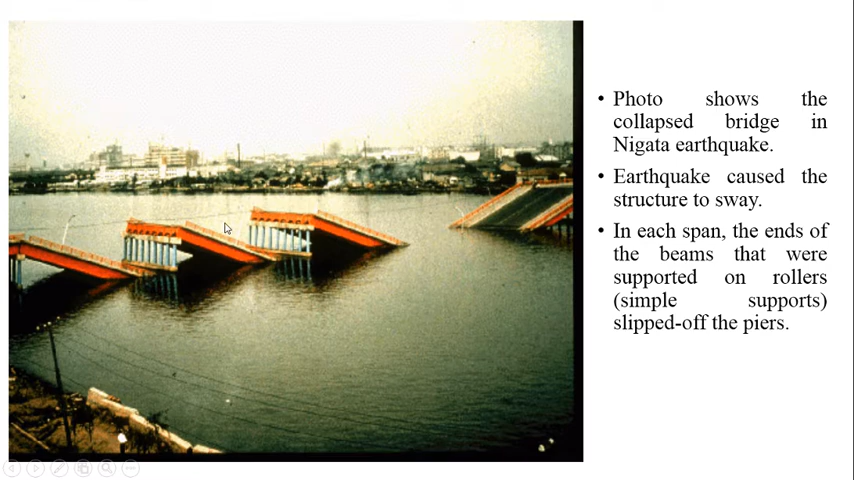 • Photo shows the
collapsed bridge in
Nigata earthquake.
• Earthquake caused the
structure to sway.
• In each span, the ends of
the beams that were
supported on rollers
(simple supports)
slipped-off the piers.